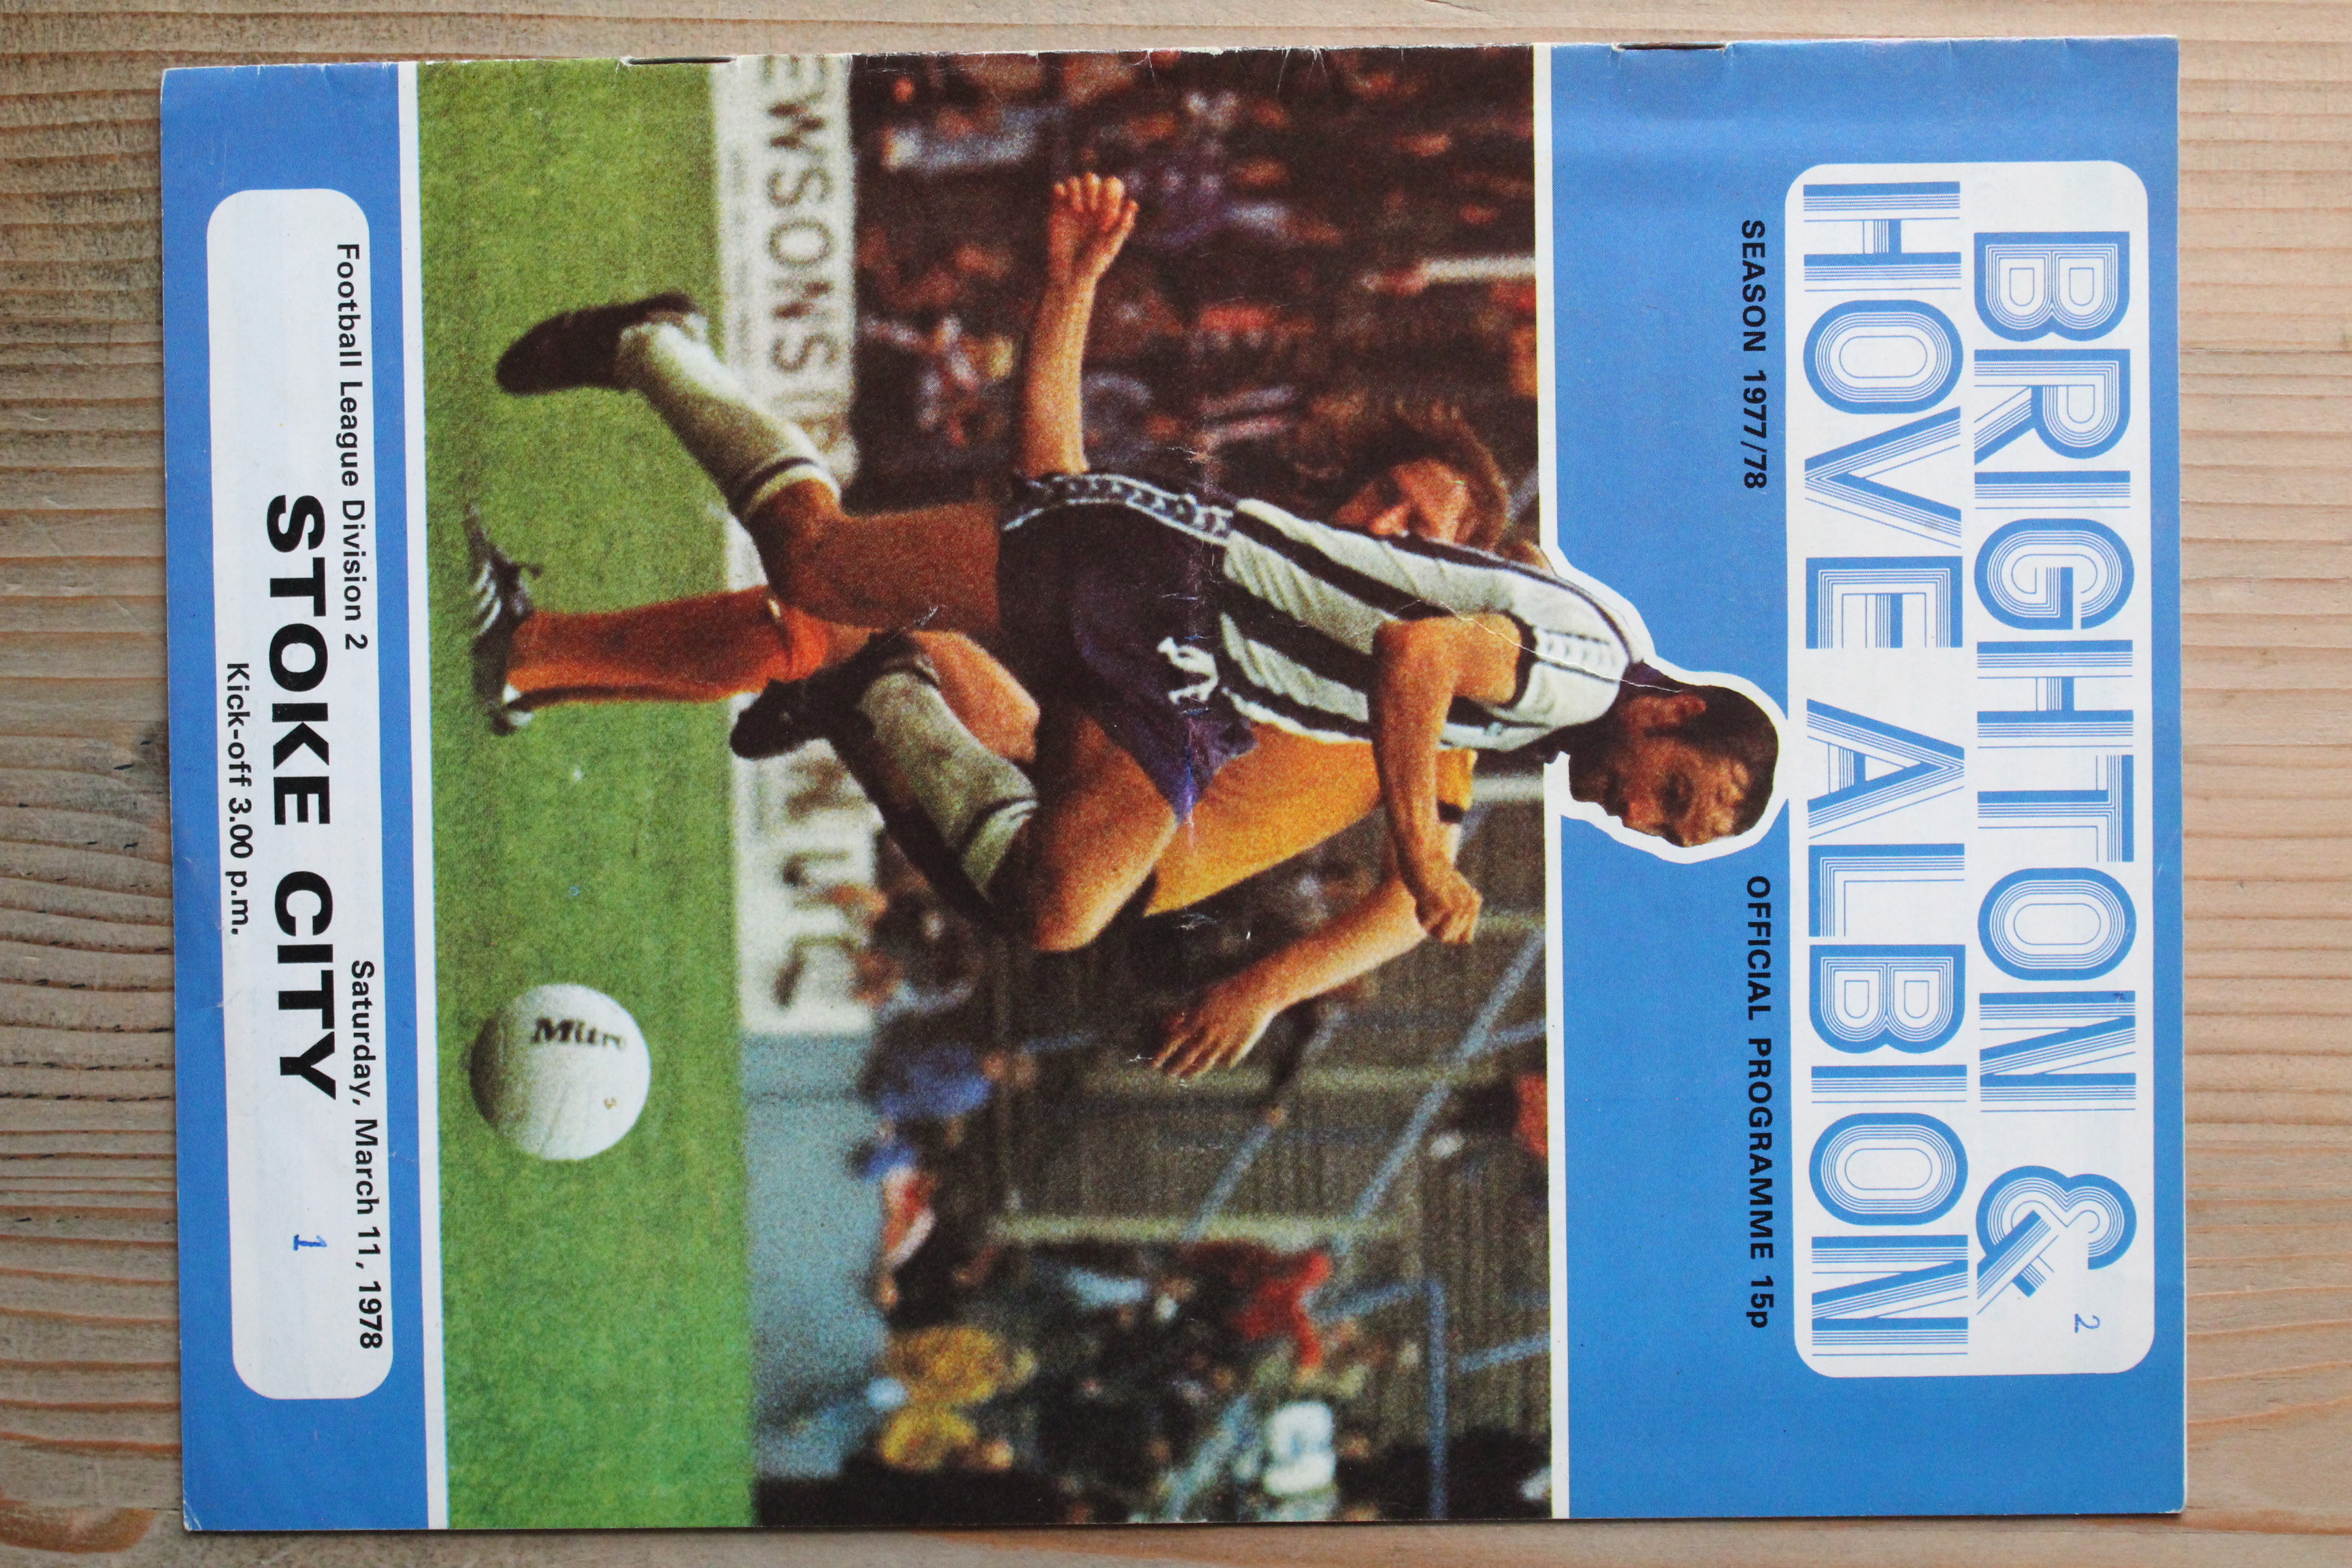 BRIGHTON &
2
HOVE ALBION
SEASON 1977/78
OFFICIAL PROGRAMME 15p
Mitre
Football League Division 2
Saturday, March 11, 1978
STOKE CITY
1
Kick-off 3.00 p.m.